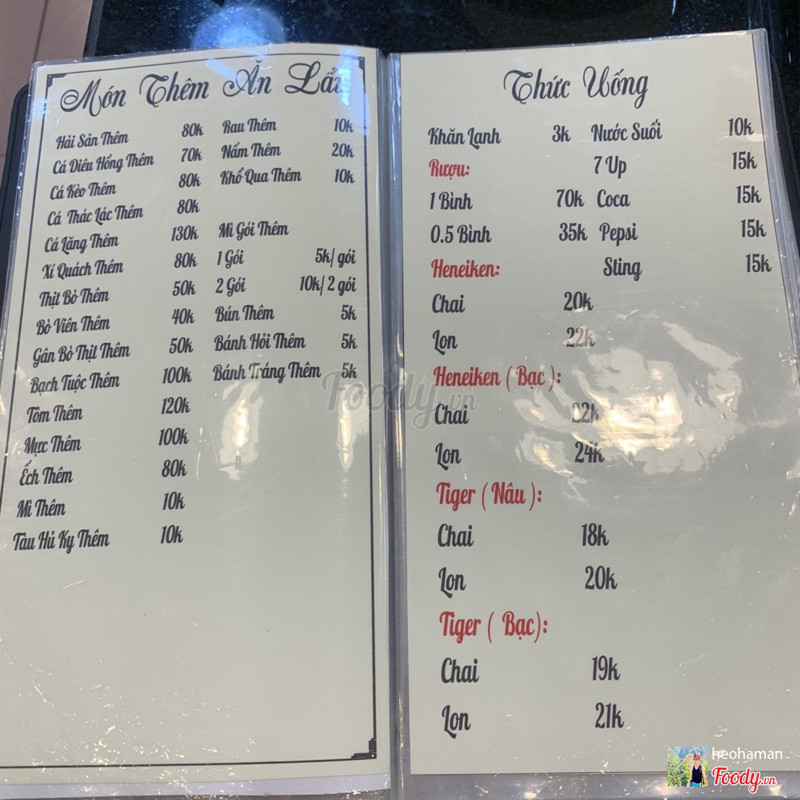 Món Thêm Ăn Lẩu
Hải Sản Thêm 80k
Cá Diêu Hồng Thêm 70k
Cá Kèo Thêm 80k
Cá Thác Lác Thêm 80k
Cá Lăng Thêm 130k
Xí Quách Thêm 80k
Thịt Bò Thêm 50k
Bò Viên Thêm 40k
Gân Bò Thịt Thêm 50k
Bạch Tuộc Thêm 100k
Tôm Thêm 120k
Mực Thêm 100k
Ếch Thêm 80k
Mì Thêm 10k
Tàu Hủ Ky Thêm 10k
Rau Thêm 10k
Nấm Thêm 20k
Khổ Qua Thêm 10k
Mì Gói Thêm
1 Gói 5k/ gói
2 Gói 10k/ 2 gói
Bún Thêm 5k
Bánh Hỏi Thêm 5k
Bánh Tráng Thêm 5k
Thức Uống
Khăn Lạnh 3k
Rượu:
1 Bình 70k
0.5 Bình 35k
Heneiken:
Chai 20k
Lon 22k
Heneiken ( Bạc ):
Chai 22k
Lon 24k
Tiger ( Nâu ):
Chai 18k
Lon 20k
Tiger ( Bạc):
Chai 19k
Lon 21k
Nước Suối 10k
7 Up 15k
Coca 15k
Pepsi 15k
Sting 15k
Foody.vn
heohaman
Foody.vn